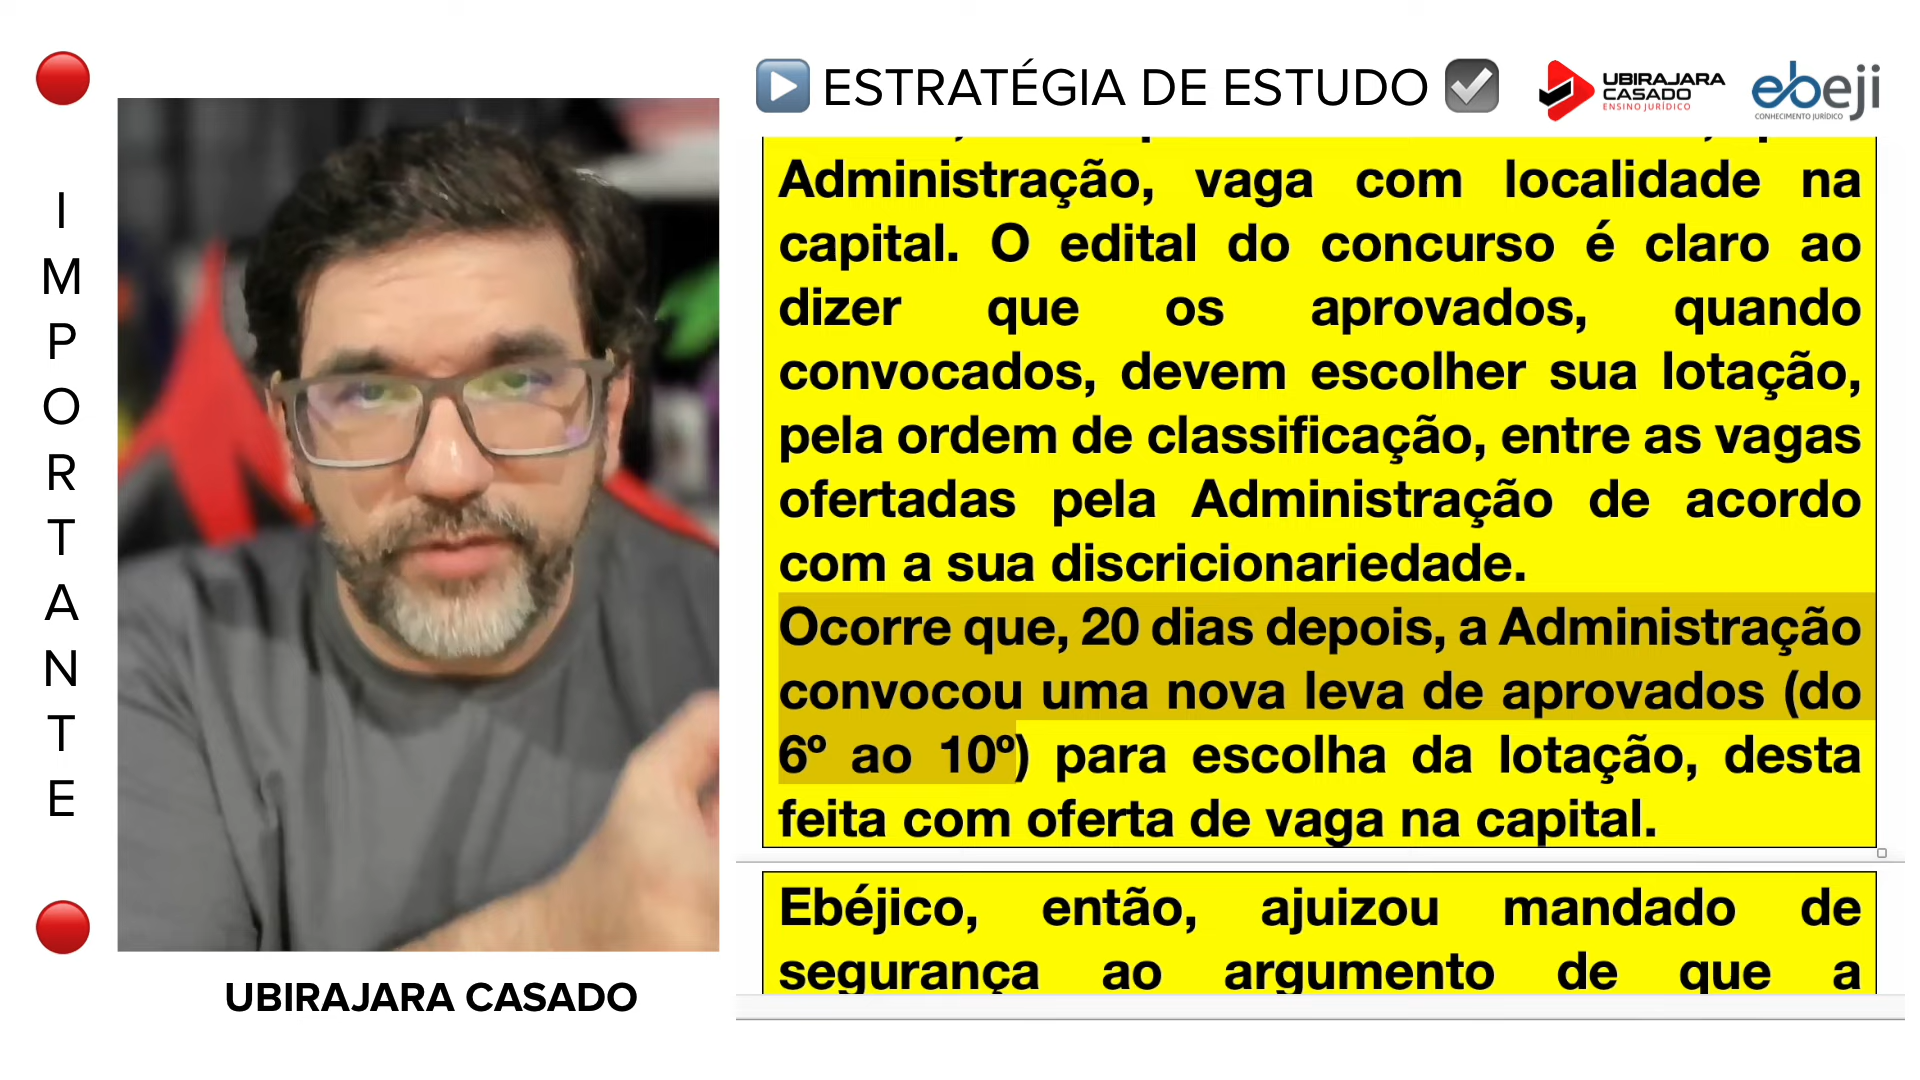 ▶ ESTRATÉGIA DE ESTUDO ✔
UBIRAJARA
CASADO
ENSINO JURÍDICO
ebeji
CONHECIMENTO JURÍDICO
I
M
P
O
R
T
A
N
T
E
Administração, vaga com localidade na
capital. O edital do concurso é claro ao
dizer que os aprovados, quando
convocados, devem escolher sua lotação,
pela ordem de classificação, entre as vagas
ofertadas pela Administração de acordo
com a sua discricionariedade.
Ocorre que, 20 dias depois, a Administração
convocou uma nova leva de aprovados (do
6º ao 10º) para escolha da lotação, desta
feita com oferta de vaga na capital.
Ebéjico, então, ajuizou mandado de
segurança ao argumento de que a
UBIRAJARA CASADO